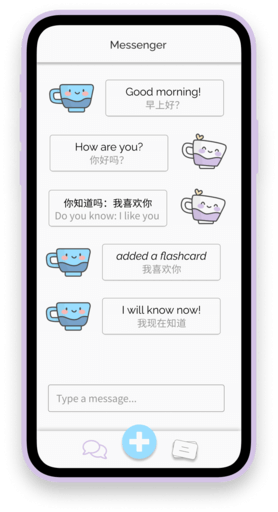 Messenger
Good morning!
早上好？
How are you?
你好吗？
你知道吗：我喜欢你
Do you know: I like you
added a flashcard
我喜欢你
I will know now!
我现在知道
Type a message...